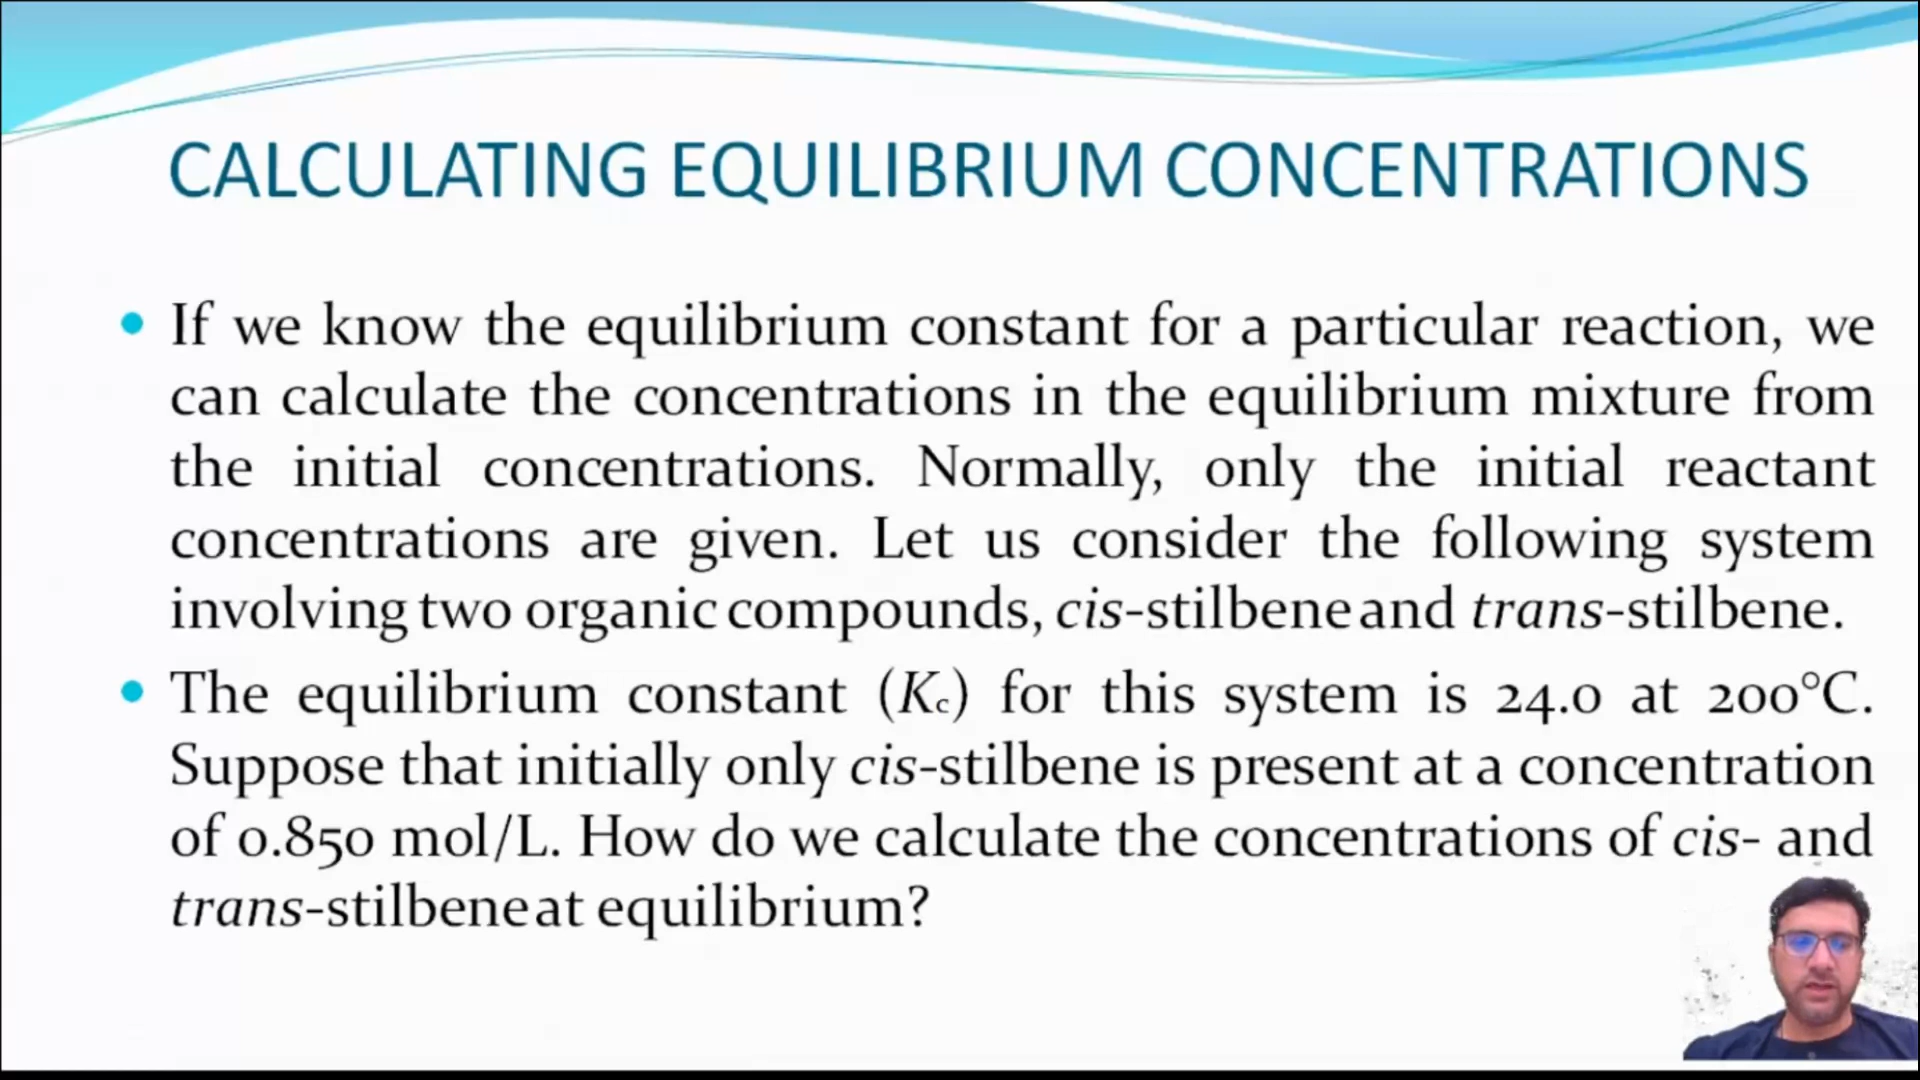 CALCULATING EQUILIBRIUM CONCENTRATIONS
• If we know the equilibrium constant for a particular reaction, we
can calculate the concentrations in the equilibrium mixture from
the initial concentrations. Normally, only the initial reactant
concentrations are given. Let us consider the following system
involving two organic compounds, cis-stilbene and trans-stilbene.
• The equilibrium constant (Kc) for this system is 24.0 at 200°C.
Suppose that initially only cis-stilbene is present at a concentration
of 0.850 mol/L. How do we calculate the concentrations of cis- and
trans-stilbene at equilibrium?